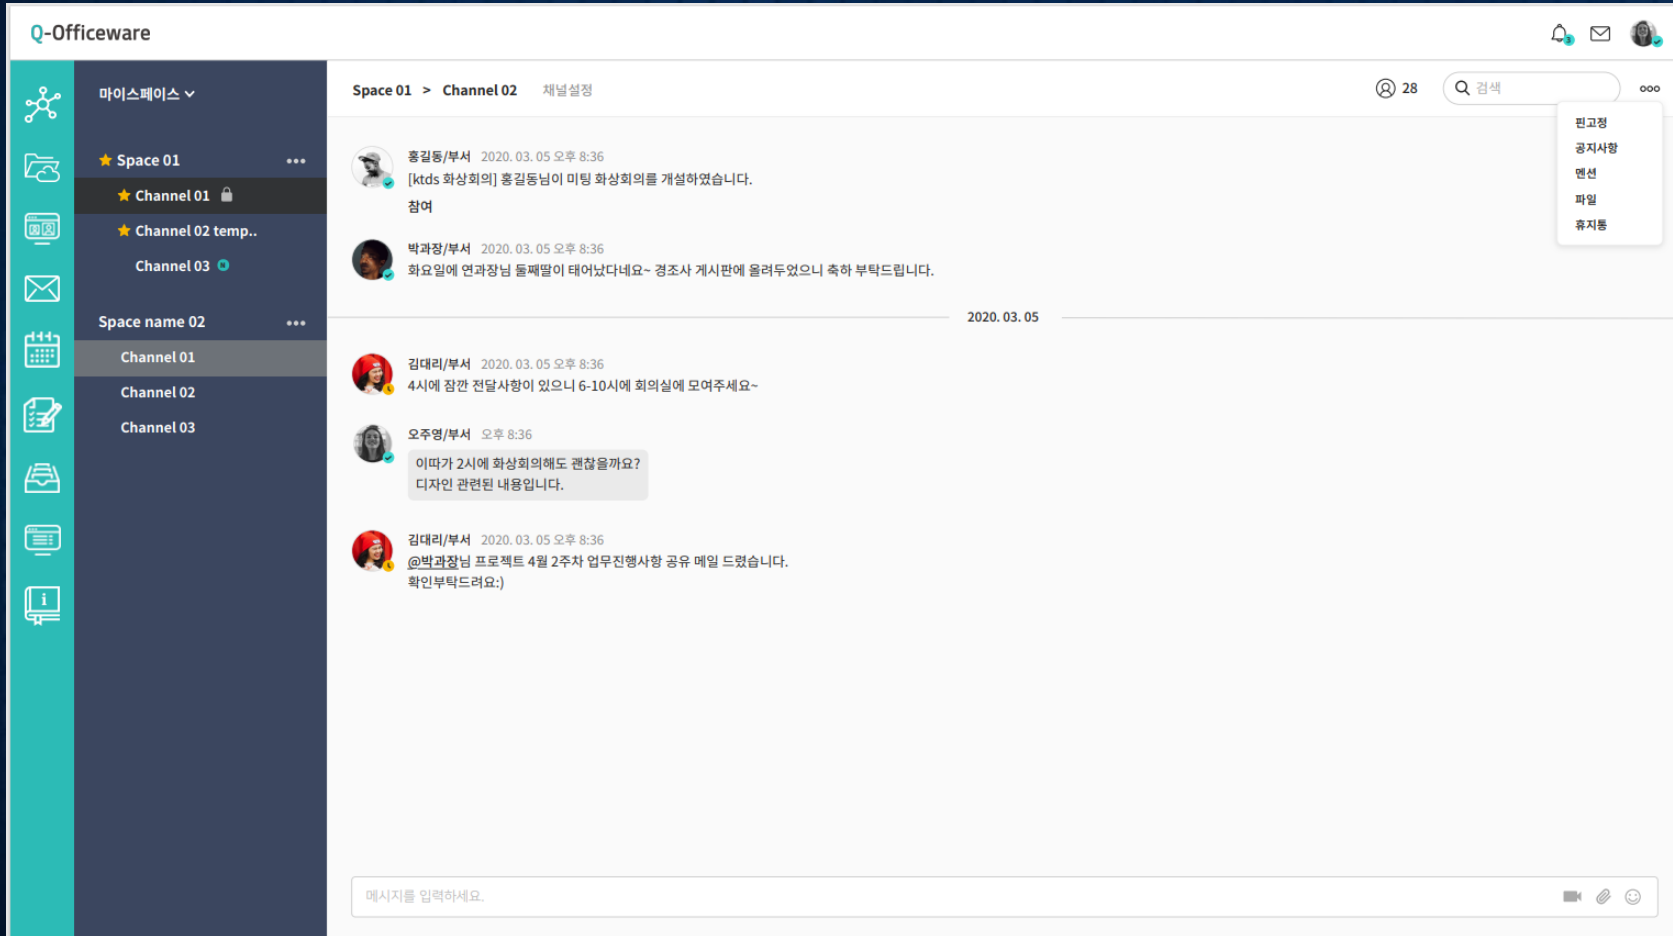 Q-Officeware
3
마이스페이스
Space 01
Channel 01
Channel 02 temp..
Channel 03 N
Space name 02
Channel 01
Channel 02
Channel 03
Space 01 > Channel 02 채널설정
28
검색
핀고정
공지사항
멘션
파일
휴지통
홍길동/부서 2020. 03. 05 오후 8:36
[ktds 화상회의] 홍길동님이 미팅 화상회의를 개설하였습니다.
참여
박과장/부서 2020. 03. 05 오후 8:36
화요일에 연과장님 둘째딸이 태어났다네요~ 경조사 게시판에 올려두었으니 축하 부탁드립니다.
2020. 03. 05
김대리/부서 2020. 03. 05 오후 8:36
4시에 잠깐 전달사항이 있으니 6-10시에 회의실에 모여주세요~
오주영/부서 오후 8:36
이따가 2시에 화상회의해도 괜찮을까요?
디자인 관련된 내용입니다.
김대리/부서 2020. 03. 05 오후 8:36
@박과장님 프로젝트 4월 2주차 업무진행사항 공유 메일 드렸습니다.
확인부탁드려요:)
메시지를 입력하세요.